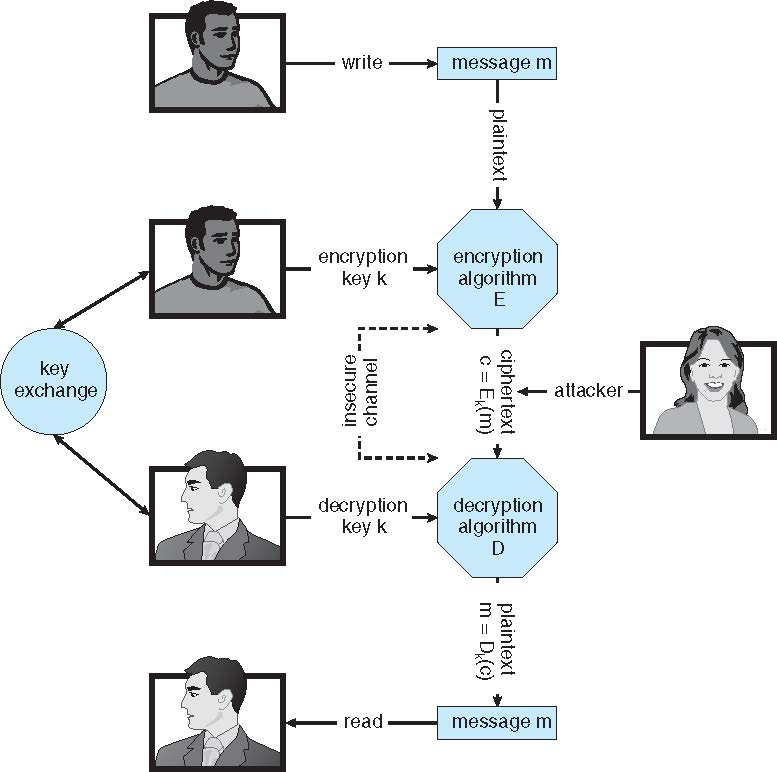 write
message m
plaintext
encryption
key k
encryption
algorithm
E
key
exchange
insecure
channel
ciphertext
c = Eₖ(m)
attacker
decryption
key k
decryption
algorithm
D
plaintext
m = Dₖ(c)
read
message m